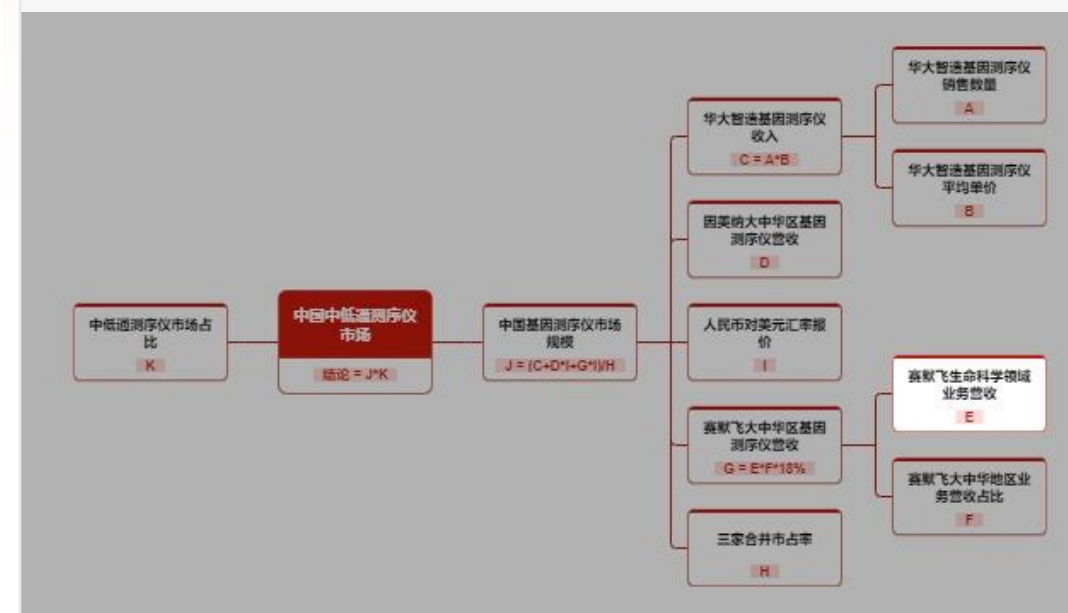 华大智造基因测序仪
销售数量
A
华大智造基因测序仪
收入
C = A*B
华大智造基因测序仪
平均单价
B
因美纳大中华区基因
测序仪营收
D
中低通测序仪市场占
比
K
中国中低通测序仪
市场
结论 = J*K
中国基因测序仪市场
规模
J = (C+D*I+G*I)/H
人民币对美元汇率报
价
I
赛默飞生命科学领域
业务营收
E
赛默飞大中华区基因
测序仪营收
G = E*F*18%
赛默飞大中华地区业
务营收占比
F
三家合并市占率
H